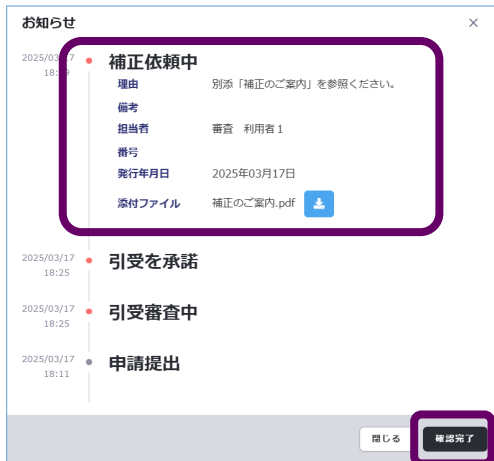 お知らせ ×
2025/03/17 補正依頼中
理由 別添「補正のご案内」を参照ください。
備考
担当者 審査 利用者1
番号
発行年月日 2025年03月17日
添付ファイル 補正のご案内.pdf
2025/03/17 引受を承諾
18:25
2025/03/17 引受審査中
18:25
2025/03/17 申請提出
18:11
閉じる 確認完了